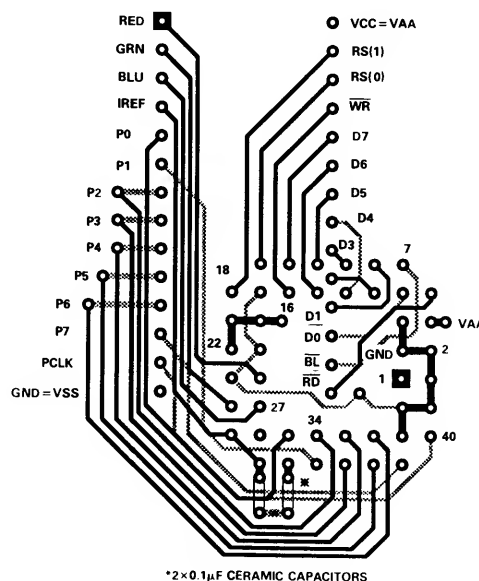 RED
GRN
BLU
IREF
P0
P1
P2
P3
P4
P5
P6
P7
PCLK
GND=VSS
VCC=VAA
RS(1)
RS(0)
WR
D7
D6
D5
D4
D3
7
18
16
D1
D0
22
VAA
GND
2
BL
1
RD
27
34
40
*
*2×0.1μF CERAMIC CAPACITORS